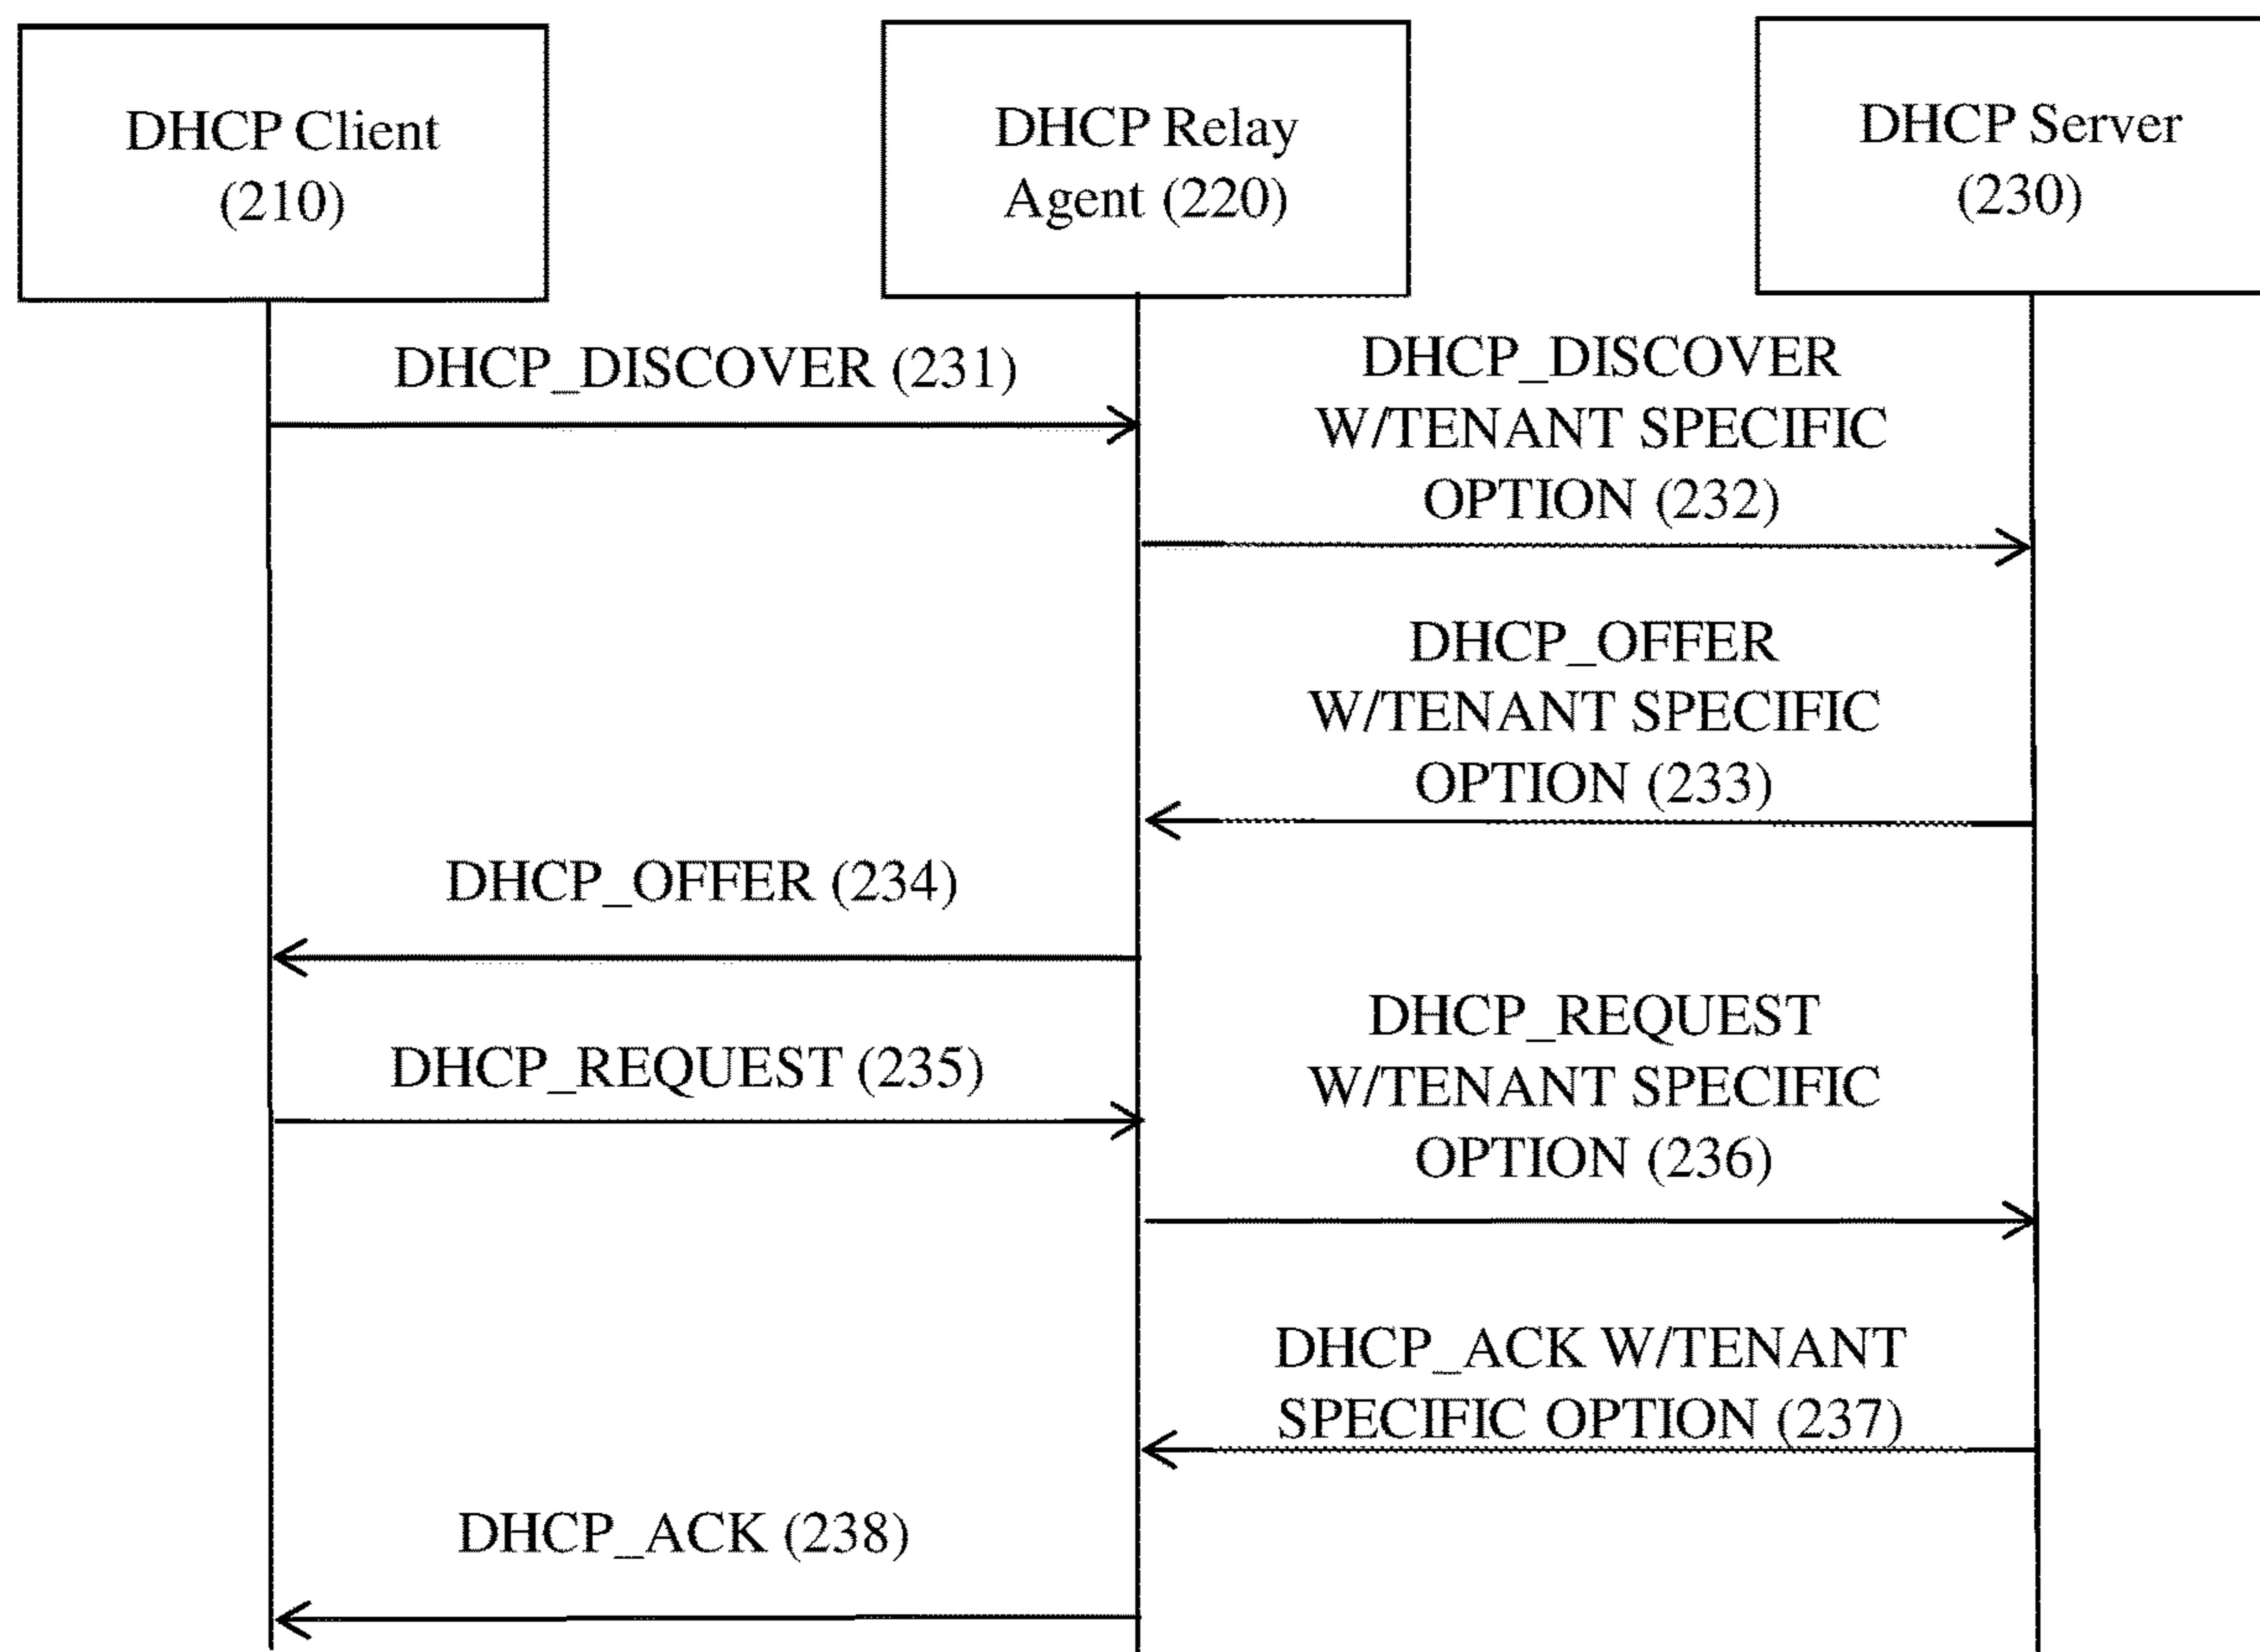 DHCP Client
(210)
DHCP Relay
Agent (220)
DHCP Server
(230)
DHCP_DISCOVER (231)
DHCP_DISCOVER
W/TENANT SPECIFIC
OPTION (232)
DHCP_OFFER
W/TENANT SPECIFIC
OPTION (233)
DHCP_OFFER (234)
DHCP_REQUEST (235)
DHCP_REQUEST
W/TENANT SPECIFIC
OPTION (236)
DHCP_ACK W/TENANT
SPECIFIC OPTION (237)
DHCP_ACK (238)